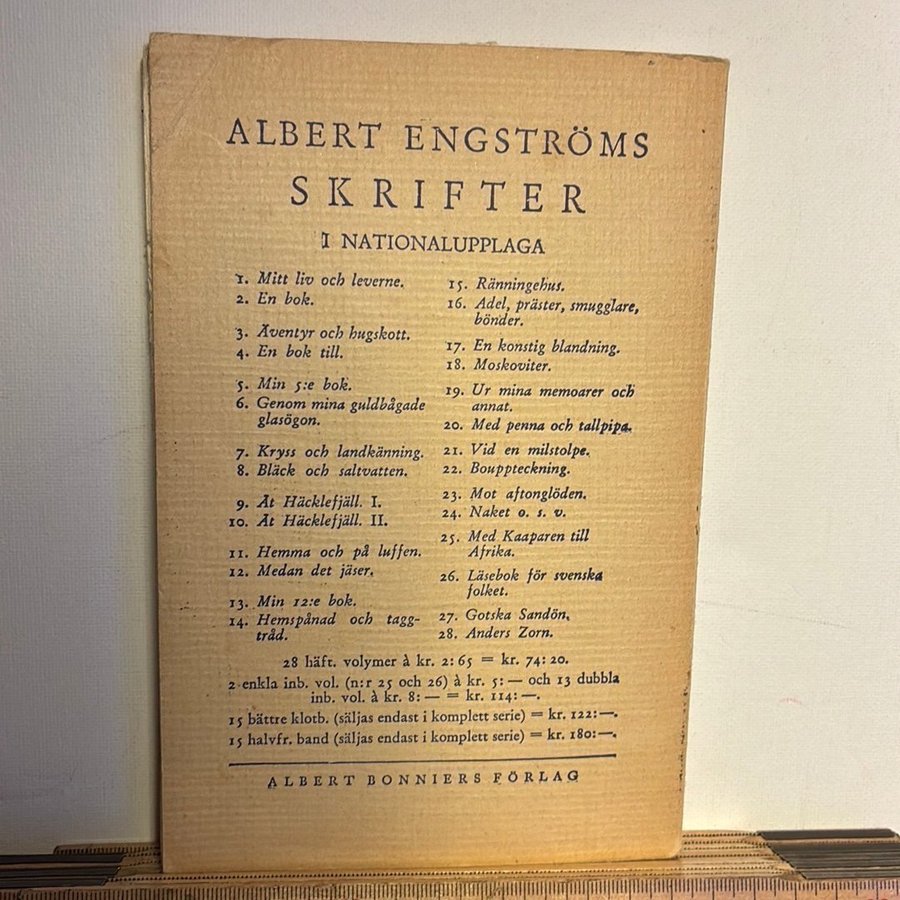 ALBERT ENGSTRÖMS
SKRIFTER
I NATIONALUPPLAGA
1. Mitt liv och leverne.
2. En bok.
3. Äventyr och hugskott.
4. En bok till.
5. Min 5:e bok.
6. Genom mina guldbågade
glasögon.
7. Kryss och landkänning.
8. Bläck och saltvatten.
9. Åt Häcklefjäll. I.
10. Åt Häcklefjäll. II.
11. Hemma och på luffen.
12. Medan det jäser.
13. Min 12:e bok.
14. Hemspånad och tagg-
tråd.
15. Ränningehus.
16. Adel, präster, smugglare,
bönder.
17. En konstig blandning.
18. Moskoviter.
19. Ur mina memoarer och
annat.
20. Med penna och tallpipa.
21. Vid en milstolpe.
22. Bouppteckning.
23. Mot aftonglöden.
24. Naket o. s. v.
25. Med Kaaparen till
Afrika.
26. Läsebok för svenska
folket.
27. Gotska Sandön.
28. Anders Zorn.
28 häft. volymer à kr. 2:65 = kr. 74:20.
2 enkla inb. vol. (n:r 25 och 26) à kr. 5:— och 13 dubbla
inb. vol. à kr. 8:— = kr. 114:—.
15 bättre klotb. (säljas endast i komplett serie) = kr. 122:—.
15 halvfr. band (säljas endast i komplett serie) = kr. 180:—.
ALBERT BONNIERS FÖRLAG